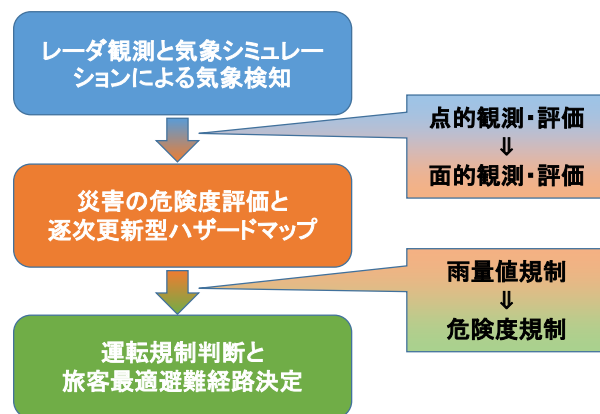 レーダ観測と気象シミュレー
ションによる気象検知
点的観測・評価
⇓
面的観測・評価
災害の危険度評価と
逐次更新型ハザードマップ
雨量値規制
⇓
危険度規制
運転規制判断と
旅客最適避難経路決定